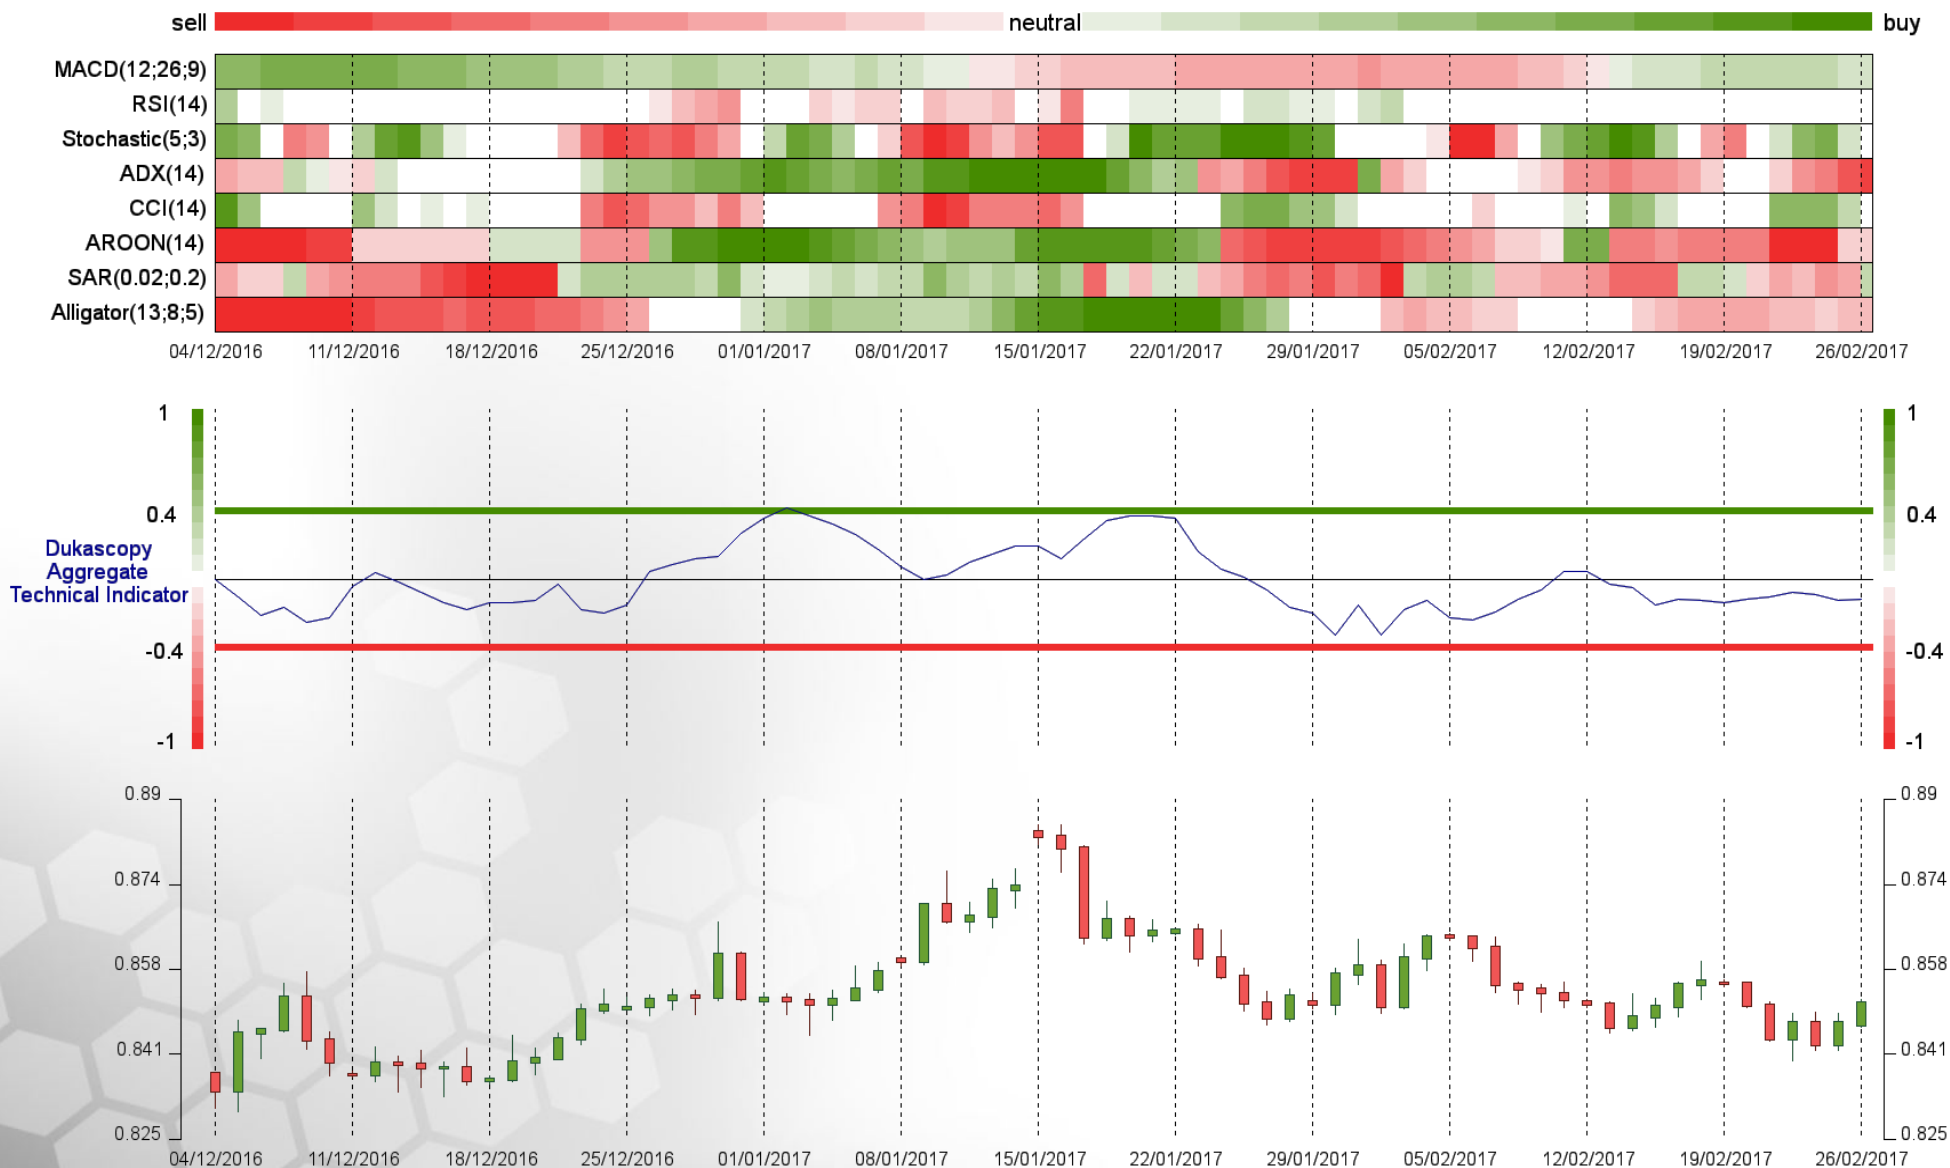 sell neutral buy
MACD(12;26;9)
RSI(14)
Stochastic(5;3)
ADX(14)
CCI(14)
AROON(14)
SAR(0.02;0.2)
Alligator(13;8;5)
04/12/2016 11/12/2016 18/12/2016 25/12/2016 01/01/2017 08/01/2017 15/01/2017 22/01/2017 29/01/2017 05/02/2017 12/02/2017 19/02/2017 26/02/2017
1 1
0.4 0.4
Dukascopy
Aggregate
Technical Indicator
-0.4 -0.4
-1 -1
0.89 0.89
0.874 0.874
0.858 0.858
0.841 0.841
0.825 0.825
04/12/2016 11/12/2016 18/12/2016 25/12/2016 01/01/2017 08/01/2017 15/01/2017 22/01/2017 29/01/2017 05/02/2017 12/02/2017 19/02/2017 26/02/2017